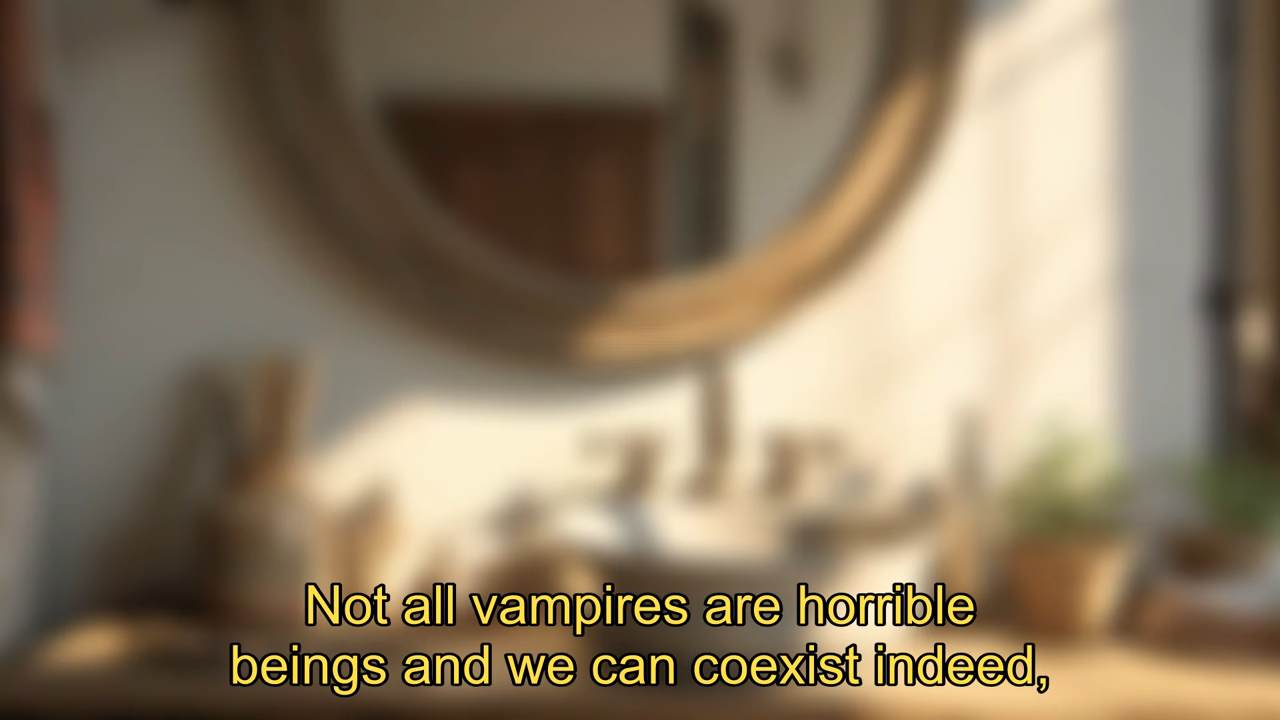 Not all vampires are horrible
beings and we can coexist indeed,